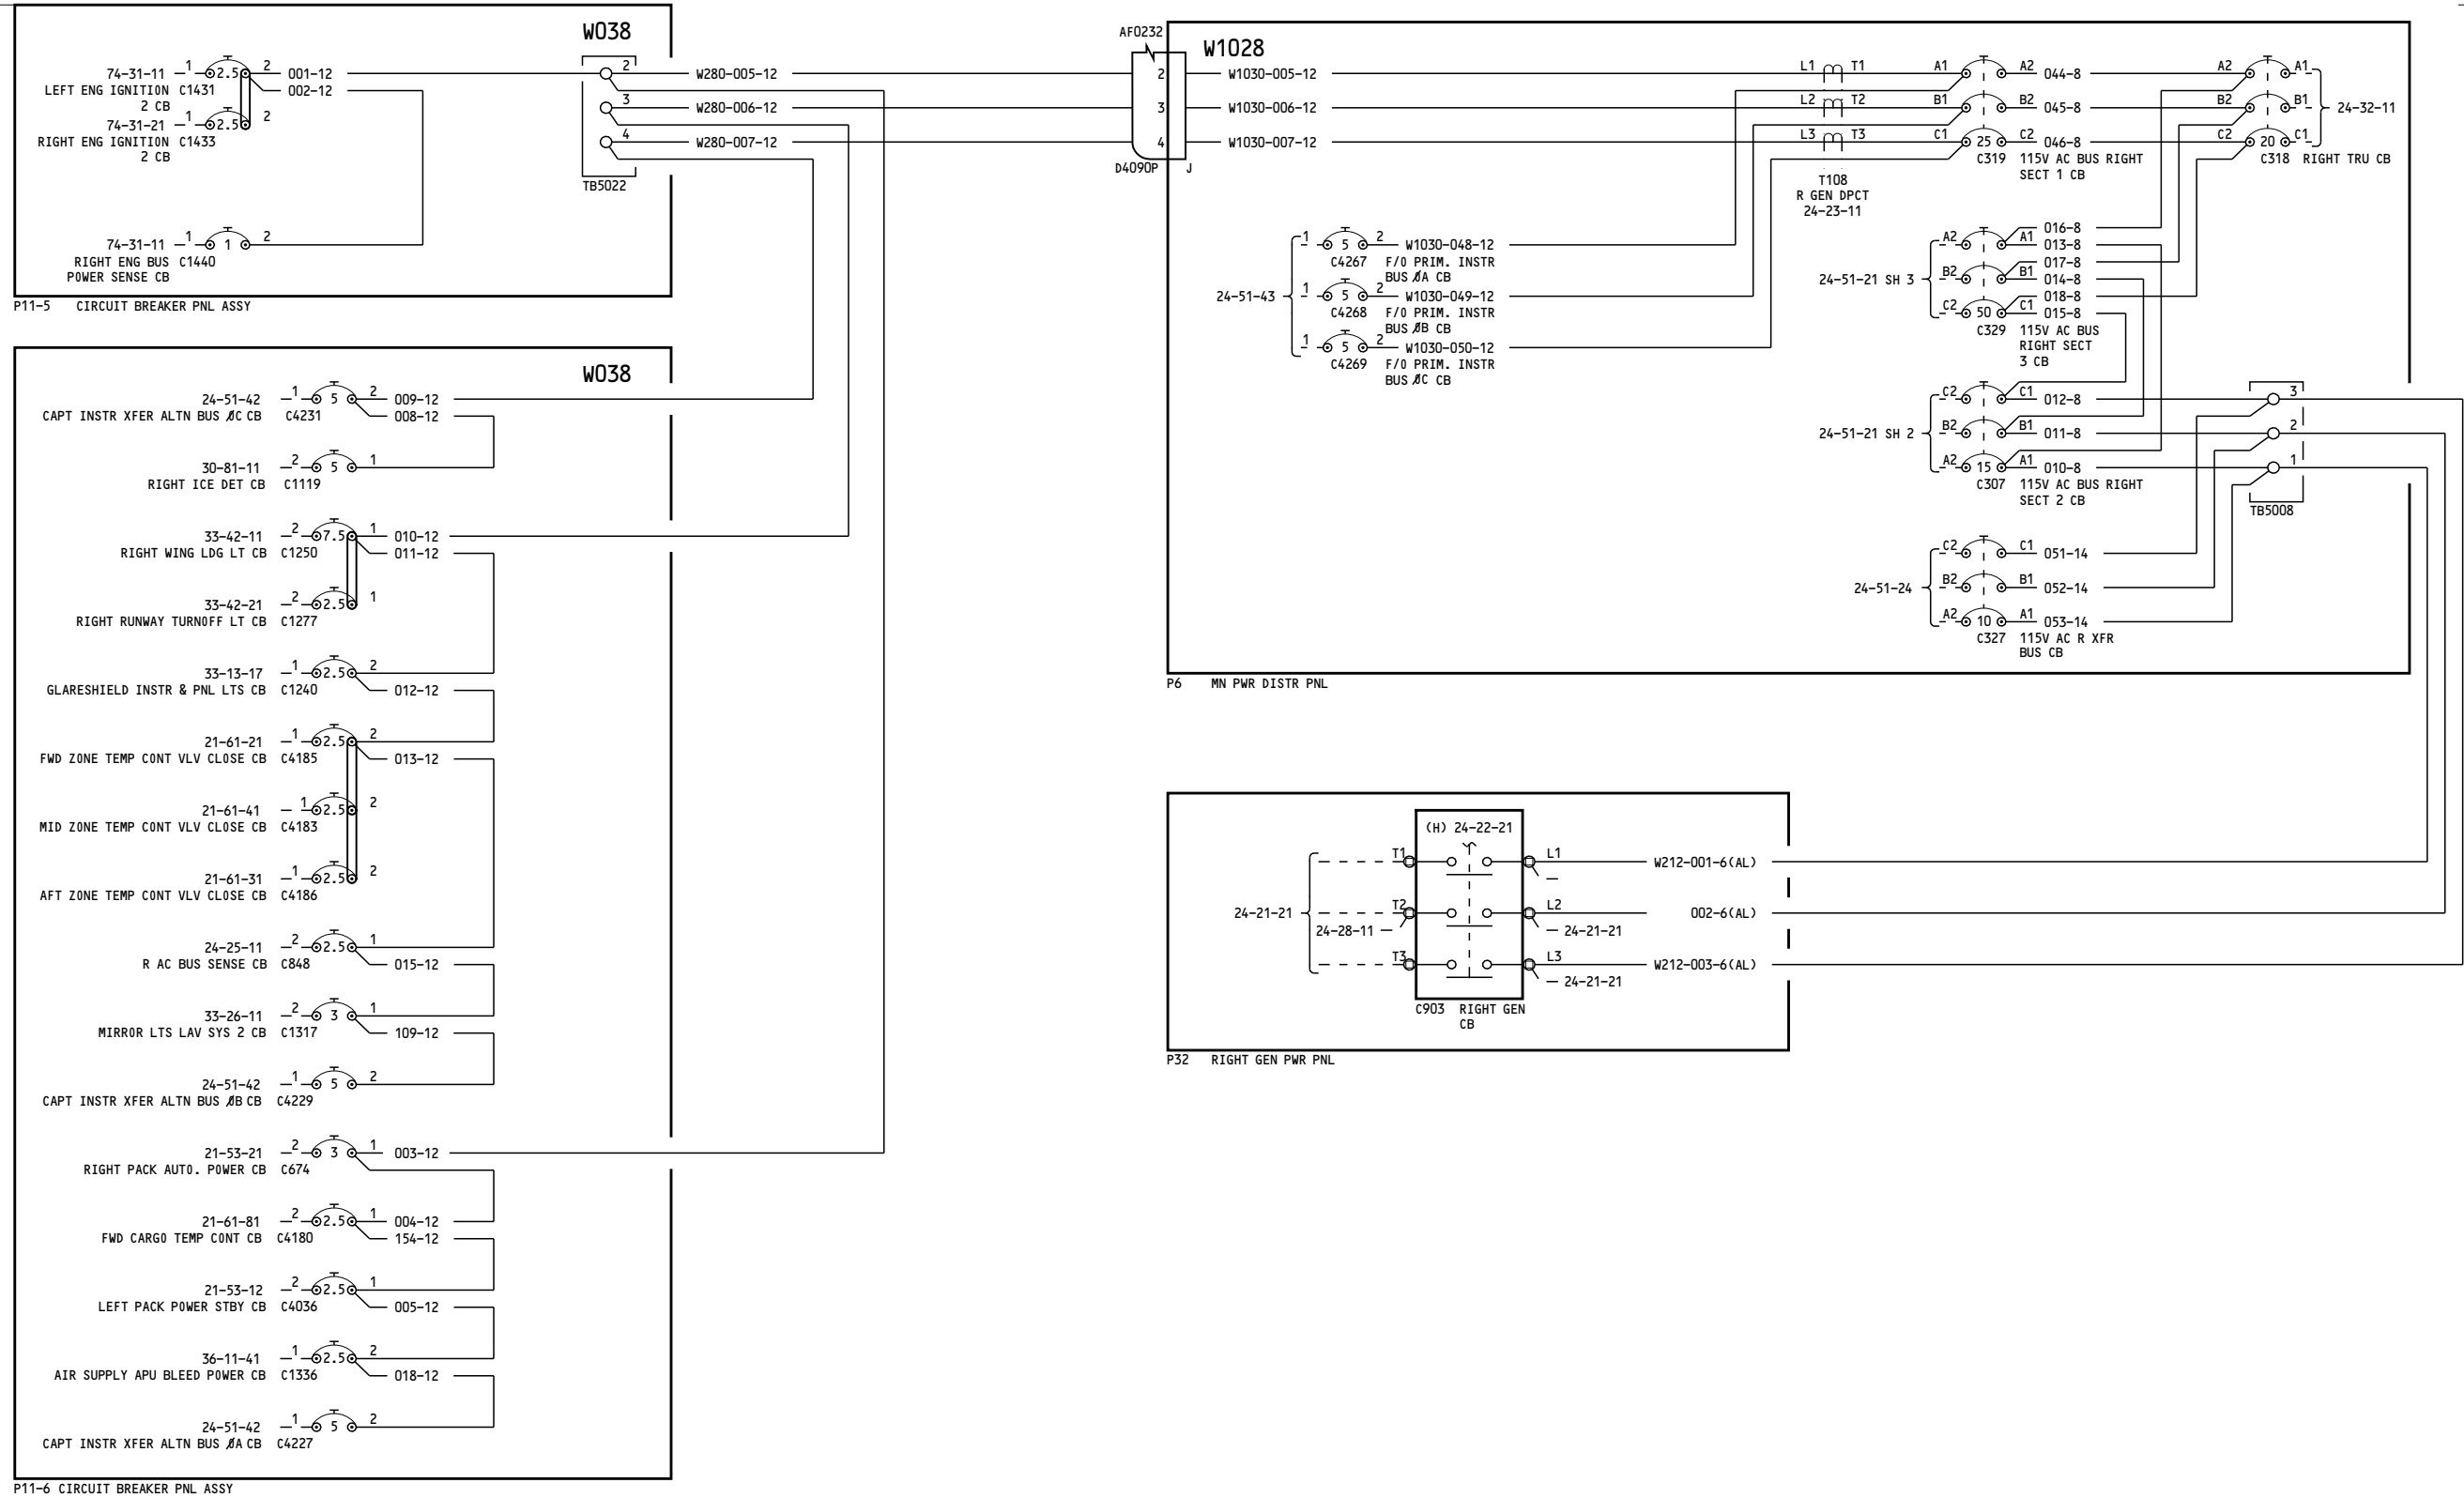 W038
74-31-11 1 2.5 2 001-12
LEFT ENG IGNITION C1431 002-12
2 CB
74-31-21 1 2.5 2
RIGHT ENG IGNITION C1433
2 CB
74-31-11 1 1 2
RIGHT ENG BUS C1440
POWER SENSE CB
2
3
4
TB5022
P11-5 CIRCUIT BREAKER PNL ASSY
W280-005-12
W280-006-12
W280-007-12
AF0232
2
3
4
D4090P J
W038
24-51-42 1 5 2 009-12
CAPT INSTR XFER ALTN BUS ØC CB C4231 008-12
30-81-11 2 5 1
RIGHT ICE DET CB C1119
33-42-11 2 7.5 1 010-12
RIGHT WING LDG LT CB C1250 011-12
33-42-21 2 2.5 1
RIGHT RUNWAY TURNOFF LT CB C1277
33-13-17 1 2.5 2
GLARESHIELD INSTR & PNL LTS CB C1240 012-12
21-61-21 1 2.5 2
FWD ZONE TEMP CONT VLV CLOSE CB C4185 013-12
21-61-41 1 2.5 2
MID ZONE TEMP CONT VLV CLOSE CB C4183
21-61-31 1 2.5 2
AFT ZONE TEMP CONT VLV CLOSE CB C4186
24-25-11 2 2.5 1
R AC BUS SENSE CB C848 015-12
33-26-11 2 3 1
MIRROR LTS LAV SYS 2 CB C1317 109-12
24-51-42 1 5 2
CAPT INSTR XFER ALTN BUS ØB CB C4229
21-53-21 2 3 1 003-12
RIGHT PACK AUTO. POWER CB C674
21-61-81 2 2.5 1 004-12
FWD CARGO TEMP CONT CB C4180 154-12
21-53-12 2 2.5 1
LEFT PACK POWER STBY CB C4036 005-12
36-11-41 1 2.5 2
AIR SUPPLY APU BLEED POWER CB C1336 018-12
24-51-42 1 5 2
CAPT INSTR XFER ALTN BUS ØA CB C4227
P11-6 CIRCUIT BREAKER PNL ASSY
W1028
W1030-005-12 L1 T1 A1 A2 044-8 A2 A1
W1030-006-12 L2 T2 B1 B2 045-8 B2 B1 24-32-11
W1030-007-12 L3 T3 C1 25 C2 046-8 C2 20 C1
C319 115V AC BUS RIGHT
SECT 1 CB
C318 RIGHT TRU CB
T108
R GEN DPCT
24-23-11
24-51-43
1 5 2 W1030-048-12
C4267 F/O PRIM. INSTR
BUS ØA CB
1 5 2 W1030-049-12
C4268 F/O PRIM. INSTR
BUS ØB CB
1 5 2 W1030-050-12
C4269 F/O PRIM. INSTR
BUS ØC CB
016-8
A2 A1 013-8
017-8
24-51-21 SH 3 B2 B1 014-8
018-8
C2 50 C1 015-8
C329 115V AC BUS
RIGHT SECT
3 CB
C2 C1 012-8 3
24-51-21 SH 2 B2 B1 011-8 2
A2 15 A1 010-8 1
C307 115V AC BUS RIGHT
SECT 2 CB
TB5008
C2 C1 051-14
24-51-24 B2 B1 052-14
A2 10 A1 053-14
C327 115V AC R XFR
BUS CB
P6 MN PWR DISTR PNL
(H) 24-22-21
T1 L1 W212-001-6(AL)
24-21-21 T2 L2 002-6(AL)
24-28-11 24-21-21
T3 L3 W212-003-6(AL)
24-21-21
C903 RIGHT GEN
CB
P32 RIGHT GEN PWR PNL